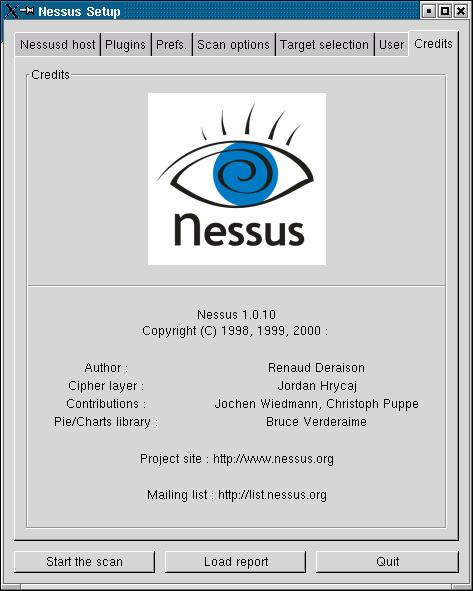 Nessus Setup
Nessusd host Plugins Prefs. Scan options Target selection User Credits
Credits
Nessus
Nessus 1.0.10
Copyright (C) 1998, 1999, 2000 :
Author : Renaud Deraison
Cipher layer : Jordan Hrycaj
Contributions : Jochen Wiedmann, Christoph Puppe
Pie/Charts library : Bruce Verderaime
Project site : http://www.nessus.org
Mailing list : http://list.nessus.org
Start the scan Load report Quit